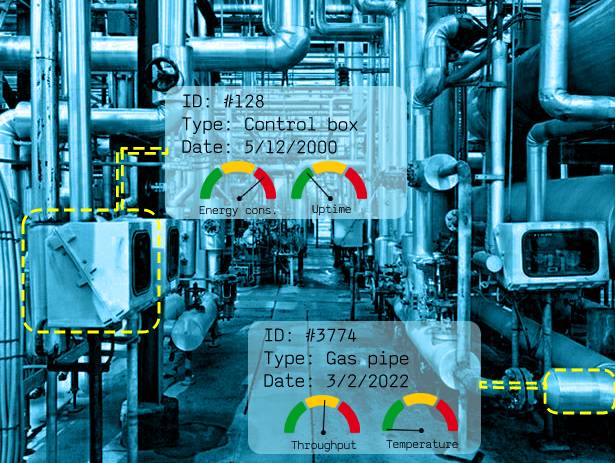 ID: #128
Type: Control box
Date: 5/12/2000
Energy cons. Uptime
ID: #3774
Type: Gas pipe
Date: 3/2/2022
Throughput Temperature